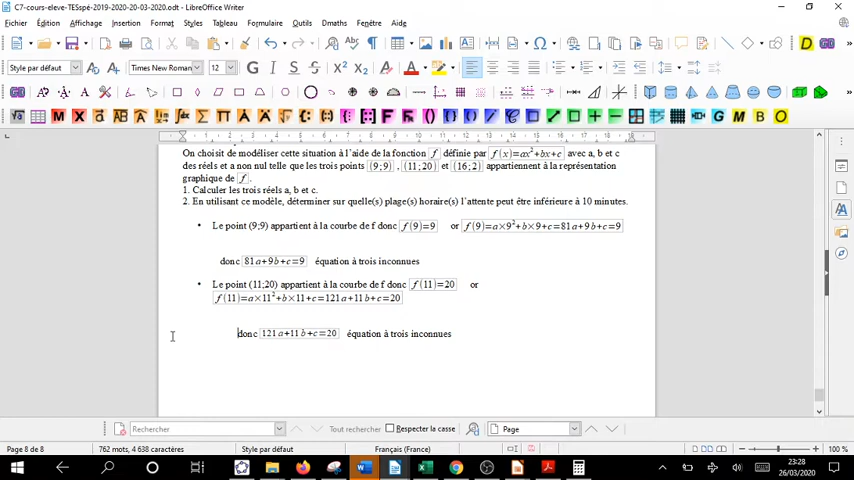 C7-cours-eleve-TESspé-2019-2020-20-03-2020.odt - LibreOffice Writer
Fichier Édition Affichage Insertion Format Styles Tableau Formulaire Outils Dmaths Fenêtre Aide
Style par défaut Times New Roman 12
On choisit de modéliser cette situation à l'aide de la fonction f définie par f(x)=ax²+bx+c avec a, b et c
des réels et a non nul telle que les trois points (9;9) , (11;20) et (16;2) appartiennent à la représentation
graphique de f.
1. Calculer les trois réels a, b et c.
2. En utilisant ce modèle, déterminer sur quelle(s) plage(s) horaire(s) l'attente peut être inférieure à 10 minutes.
• Le point (9;9) appartient à la courbe de f donc f(9)=9 or f(9)=a×9²+b×9+c=81a+9b+c=9
donc 81a+9b+c=9 équation à trois inconnues
• Le point (11;20) appartient à la courbe de f donc f(11)=20 or
f(11)=a×11²+b×11+c=121a+11b+c=20
donc 121a+11b+c=20 équation à trois inconnues
Rechercher Tout rechercher Respecter la casse Page
Page 8 de 8 762 mots, 4 638 caractères Style par défaut Français (France) 100 %
23:28
26/03/2020